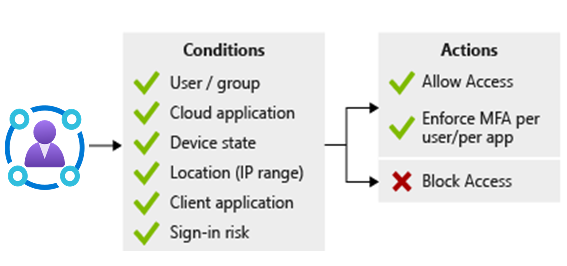 Conditions
User / group
Cloud application
Device state
Location (IP range)
Client application
Sign-in risk
Actions
Allow Access
Enforce MFA per
user/per app
Block Access